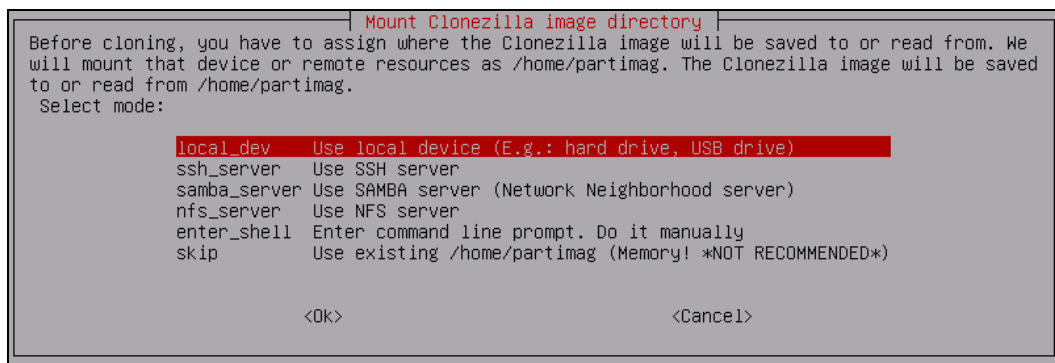 Mount Clonezilla image directory
Before cloning, you have to assign where the Clonezilla image will be saved to or read from. We
will mount that device or remote resources as /home/partimag. The Clonezilla image will be saved
to or read from /home/partimag.
Select mode:
local_dev Use local device (E.g.: hard drive, USB drive)
ssh_server Use SSH server
samba_server Use SAMBA server (Network Neighborhood server)
nfs_server Use NFS server
enter_shell Enter command line prompt. Do it manually
skip Use existing /home/partimag (Memory! *NOT RECOMMENDED*)
<Ok> <Cancel>